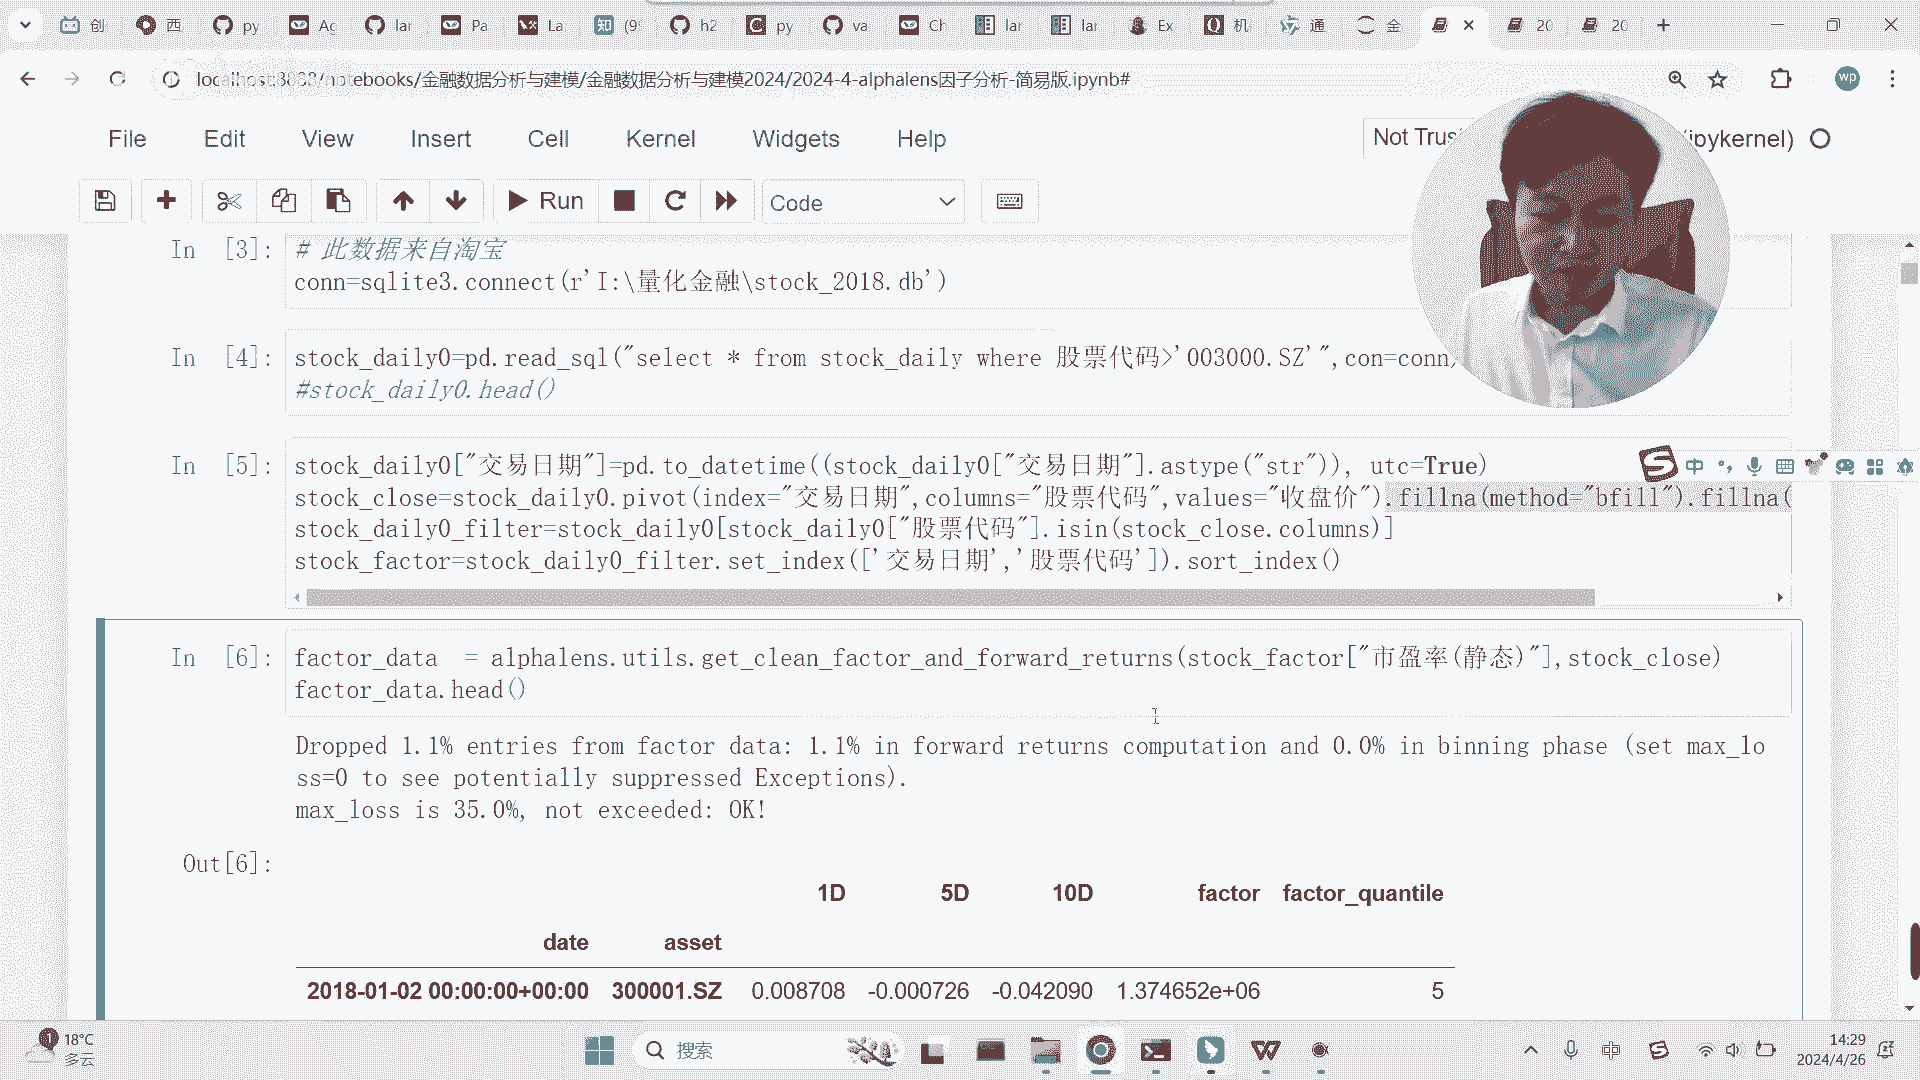 创 西 py Ag lar Pa La (9 h2 py va Ch lar lar Ex 机 通 金 20 20
localhost:8888/notebooks/金融数据分析与建模/金融数据分析与建模2024/2024-4-alphalens因子分析-简易版.ipynb#
wp
File Edit View Insert Cell Kernel Widgets Help
Not Trus (ipykernel)
Run Code
In [3]: # 此数据来自淘宝
conn=sqlite3.connect(r'I:\量化金融\stock_2018.db')
In [4]: stock_daily0=pd.read_sql("select * from stock_daily where 股票代码>'003000.SZ'",con=conn)
#stock_daily0.head()
In [5]: stock_daily0["交易日期"]=pd.to_datetime((stock_daily0["交易日期"].astype("str")), utc=True)
stock_close=stock_daily0.pivot(index="交易日期",columns="股票代码",values="收盘价").fillna(method="bfill").fillna(
stock_daily0_filter=stock_daily0[stock_daily0["股票代码"].isin(stock_close.columns)]
stock_factor=stock_daily0_filter.set_index(['交易日期','股票代码']).sort_index()
In [6]: factor_data  = alphalens.utils.get_clean_factor_and_forward_returns(stock_factor["市盈率(静态)"],stock_close)
factor_data.head()
Dropped 1.1% entries from factor data: 1.1% in forward returns computation and 0.0% in binning phase (set max_lo
ss=0 to see potentially suppressed Exceptions).
max_loss is 35.0%, not exceeded: OK!
Out[6]:
1D 5D 10D factor factor_quantile
date asset
2018-01-02 00:00:00+00:00 300001.SZ 0.008708 -0.000726 -0.042090 1.374652e+06 5
中
1
18°C
多云
搜索
中
14:29
2024/4/26